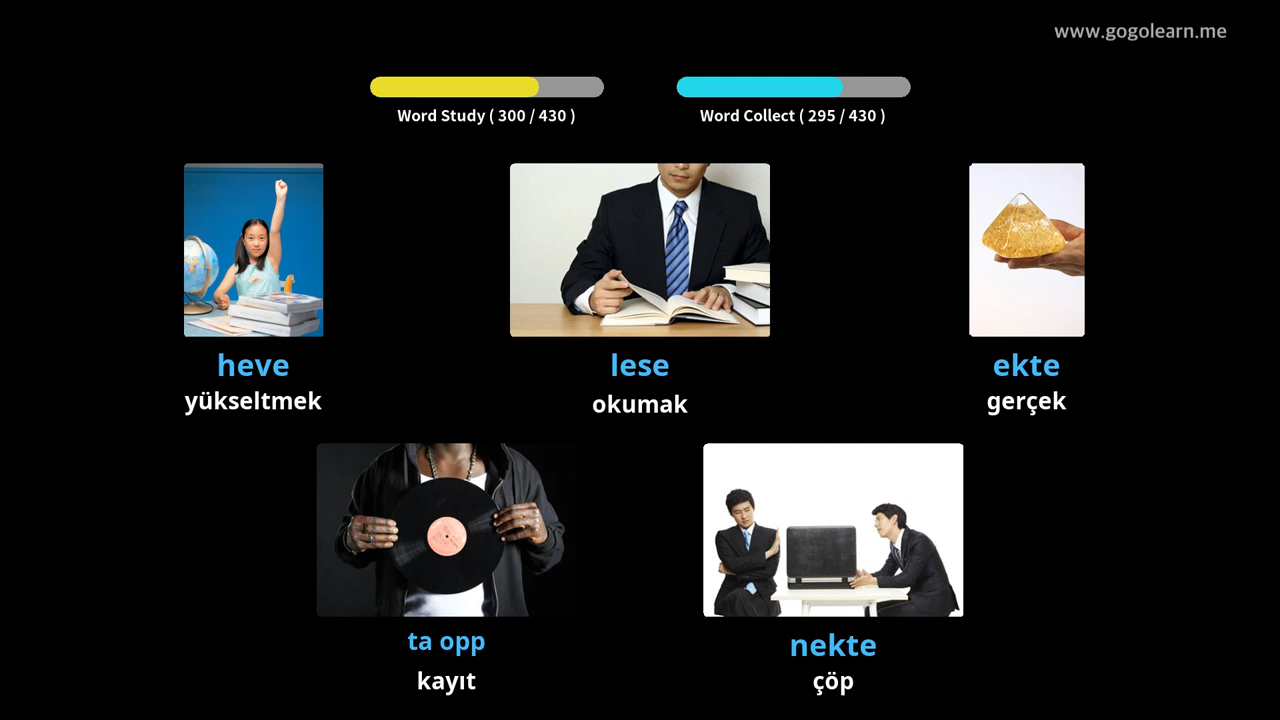 www.gogolearn.me
Word Study ( 300 / 430 )
Word Collect ( 295 / 430 )
heve
yükseltmek
lese
okumak
ekte
gerçek
ta opp
kayıt
nekte
çöp